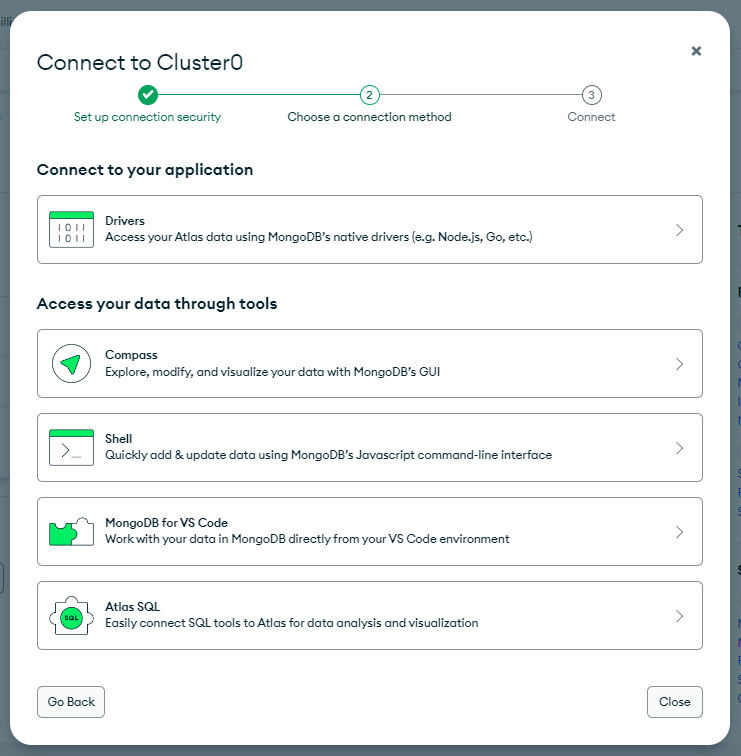 Connect to Cluster0
2
3
Set up connection security
Choose a connection method
Connect
Connect to your application
1011
1011
Drivers
Access your Atlas data using MongoDB's native drivers (e.g. Node.js, Go, etc.)
Access your data through tools
Compass
Explore, modify, and visualize your data with MongoDB's GUI
>_
Shell
Quickly add & update data using MongoDB's Javascript command-line interface
MongoDB for VS Code
Work with your data in MongoDB directly from your VS Code environment
SQL
Atlas SQL
Easily connect SQL tools to Atlas for data analysis and visualization
Go Back
Close